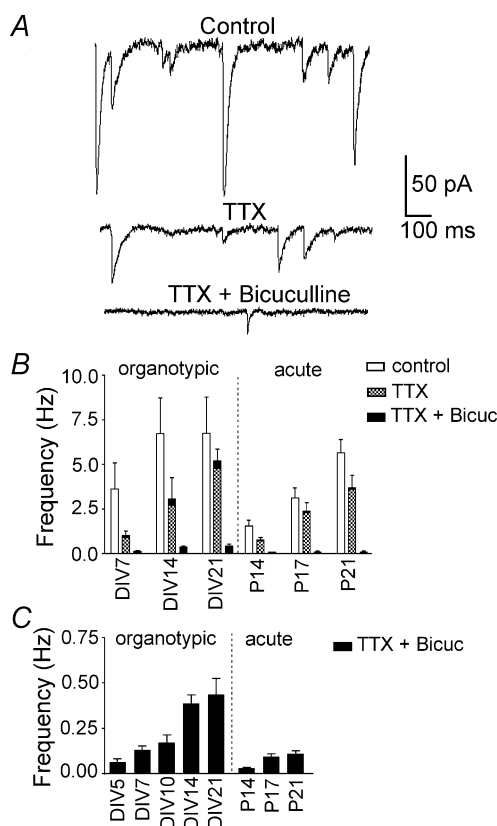 A
Control
50 pA
100 ms
TTX
TTX + Bicuculline
B
organotypic acute
control
TTX
TTX + Bicuc
Frequency (Hz)
10.0
7.5
5.0
2.5
0.0
DIV7 DIV14 DIV21 P14 P17 P21
C
organotypic acute
TTX + Bicuc
Frequency (Hz)
0.75
0.50
0.25
0.00
DIV5 DIV7 DIV10 DIV14 DIV21 P14 P17 P21